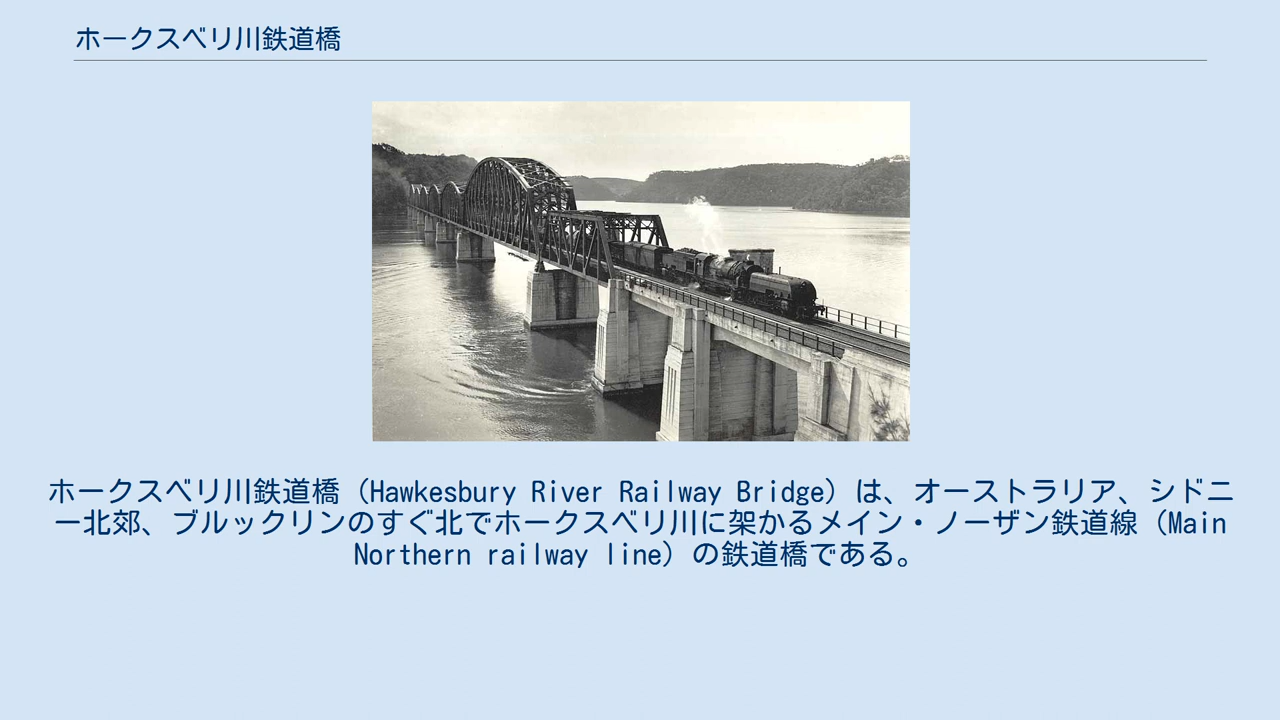 ホークスベリ川鉄道橋
ホークスベリ川鉄道橋（Hawkesbury River Railway Bridge）は、オーストラリア、シドニ
ー北郊、ブルックリンのすぐ北でホークスベリ川に架かるメイン・ノーザン鉄道線（Main
Northern railway line）の鉄道橋である。